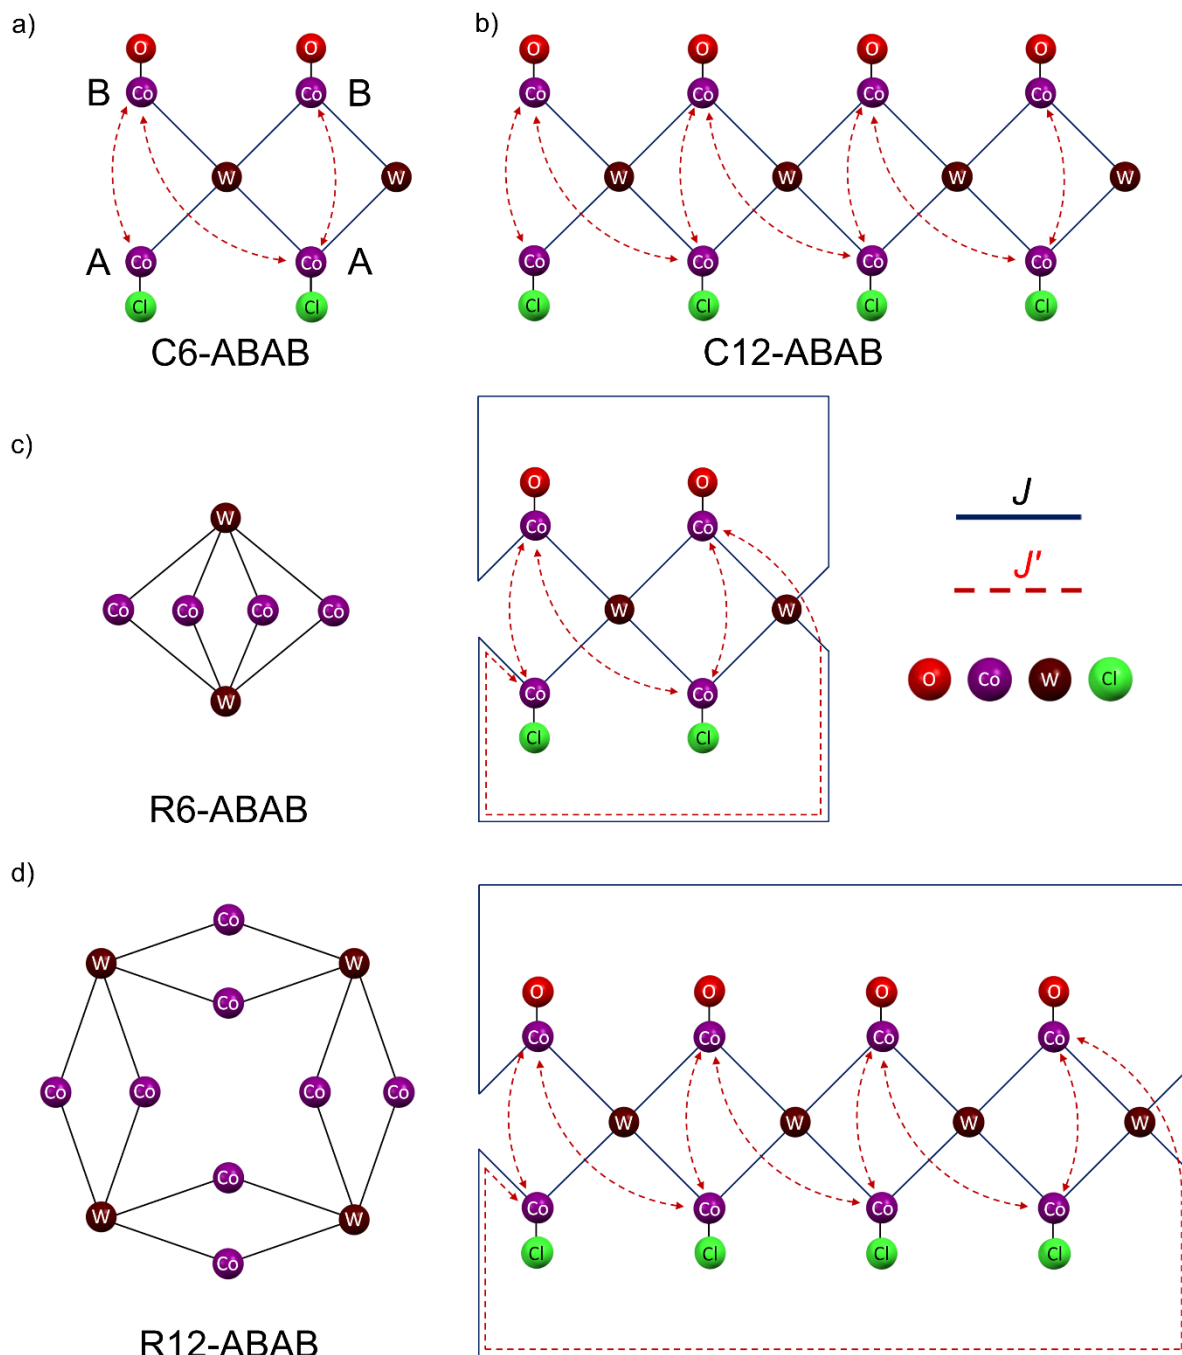 a)
b)
O O
O O O O
B Co Co B
Co Co Co Co
W W
W W W W
A Co Co A
Co Co Co Co
Cl Cl
Cl Cl Cl Cl
C6-ABAB
C12-ABAB
c)
W
Co Co Co Co
W
R6-ABAB
O O
Co Co
W W
Co Co
Cl Cl
J
J'
O Co W Cl
d)
Co
W W
Co
Co Co Co Co
Co
W W
Co
R12-ABAB
O O O O
Co Co Co Co
W W W W
Co Co Co Co
Cl Cl Cl Cl